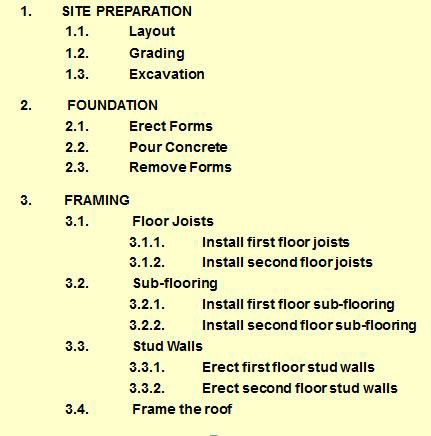 1. SITE PREPARATION
1.1. Layout
1.2. Grading
1.3. Excavation
2. FOUNDATION
2.1. Erect Forms
2.2. Pour Concrete
2.3. Remove Forms
3. FRAMING
3.1. Floor Joists
3.1.1. Install first floor joists
3.1.2. Install second floor joists
3.2. Sub-flooring
3.2.1. Install first floor sub-flooring
3.2.2. Install second floor sub-flooring
3.3. Stud Walls
3.3.1. Erect first floor stud walls
3.3.2. Erect second floor stud walls
3.4. Frame the roof